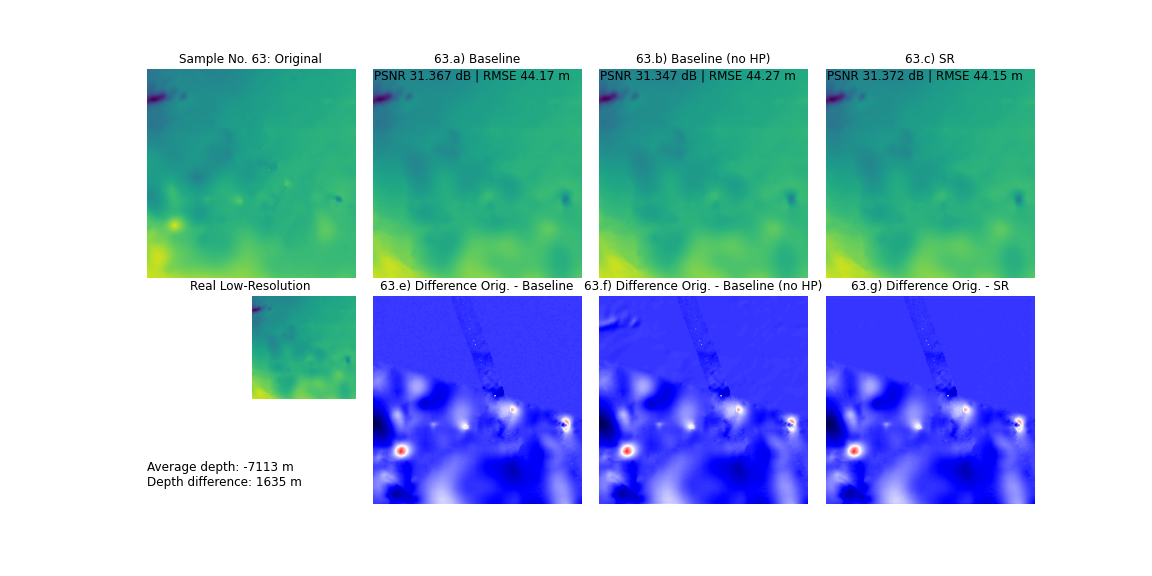 Sample No. 63: Original
63.a) Baseline
63.b) Baseline (no HP)
63.c) SR
PSNR 31.367 dB | RMSE 44.17 m
PSNR 31.347 dB | RMSE 44.27 m
PSNR 31.372 dB | RMSE 44.15 m
Real Low-Resolution
63.e) Difference Orig. - Baseline
63.f) Difference Orig. - Baseline (no HP)
63.g) Difference Orig. - SR
Average depth: -7113 m
Depth difference: 1635 m